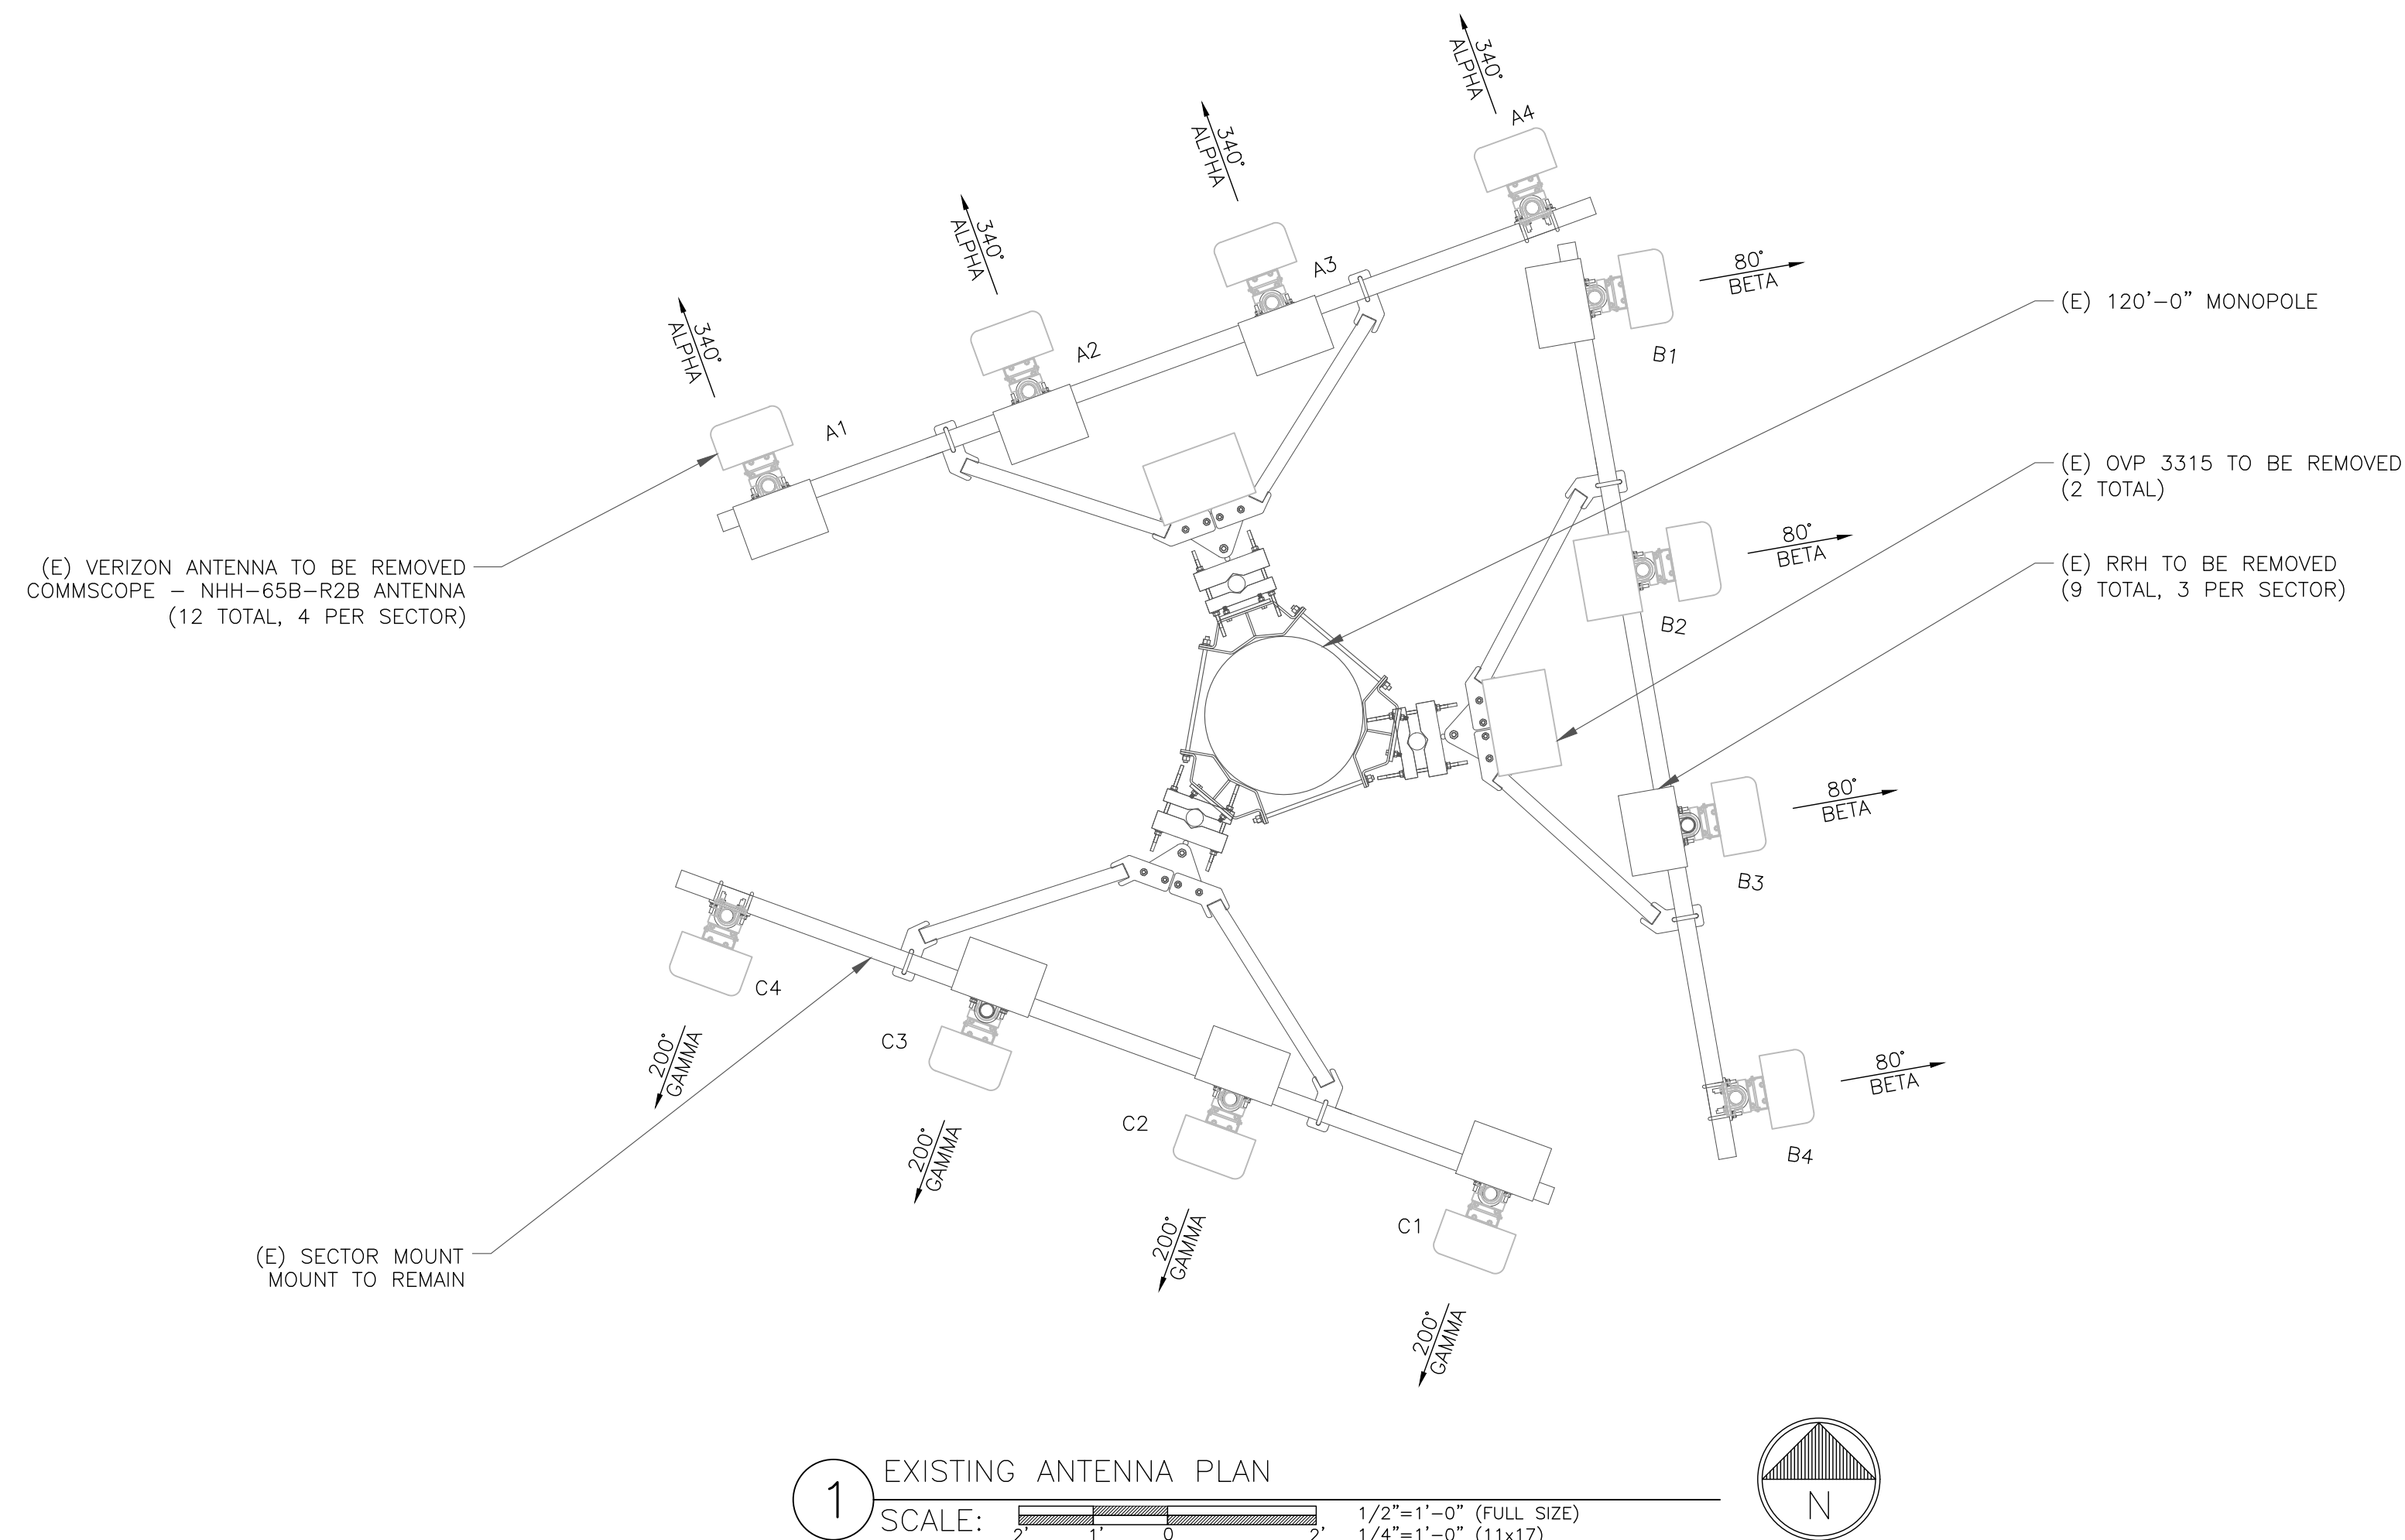 340°
ALPHA
A4
340°
ALPHA
A3
340°
ALPHA
A2
340°
ALPHA
A1
80°
BETA
B1
(E) 120'-0" MONOPOLE
(E) OVP 3315 TO BE REMOVED
(2 TOTAL)
80°
BETA
B2
(E) RRH TO BE REMOVED
(9 TOTAL, 3 PER SECTOR)
(E) VERIZON ANTENNA TO BE REMOVED
COMMSCOPE – NHH-65B-R2B ANTENNA
(12 TOTAL, 4 PER SECTOR)
80°
BETA
B3
80°
BETA
B4
C4
200°
GAMMA
C3
200°
GAMMA
C2
200°
GAMMA
C1
200°
GAMMA
(E) SECTOR MOUNT
MOUNT TO REMAIN
1
EXISTING ANTENNA PLAN
SCALE:
2' 1' 0 2'
1/2"=1'-0" (FULL SIZE)
1/4"=1'-0" (11x17)
N